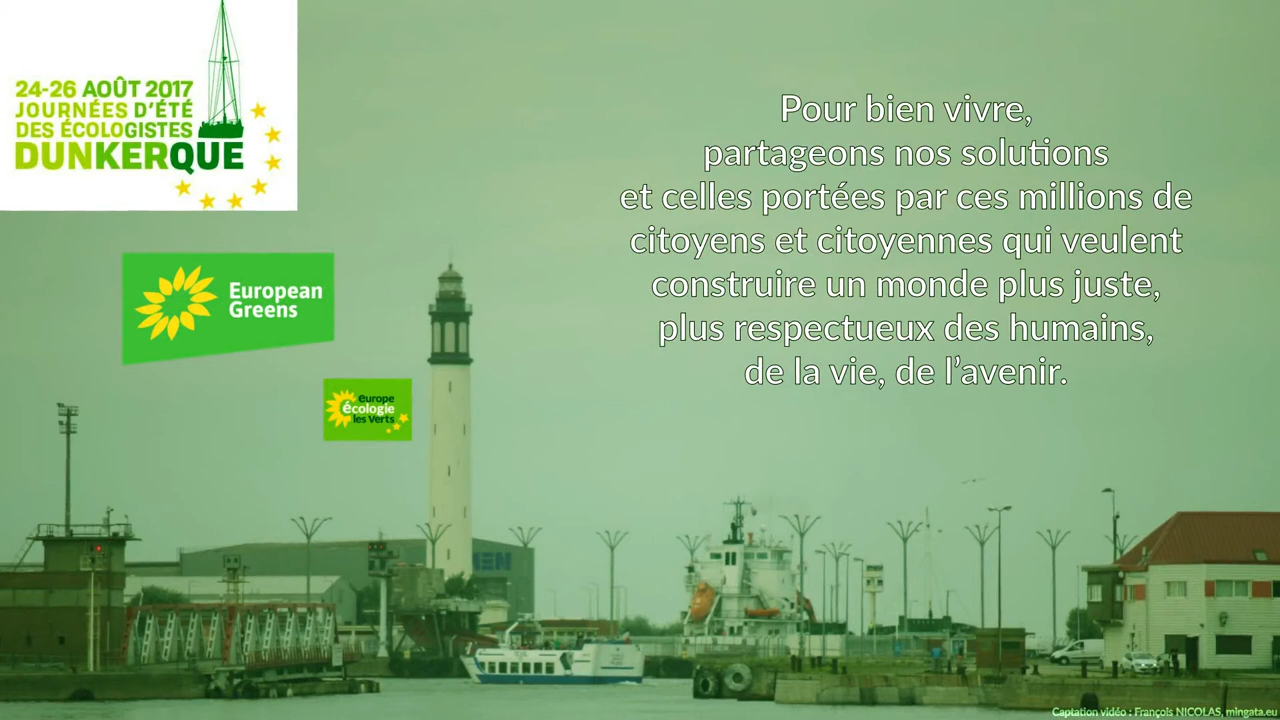 24-26 AOÛT 2017
JOURNÉES D'ÉTÉ
DES ÉCOLOGISTES
DUNKERQUE
European
Greens
europe
écologie
les Verts
Pour bien vivre,
partageons nos solutions
et celles portées par ces millions de
citoyens et citoyennes qui veulent
construire un monde plus juste,
plus respectueux des humains,
de la vie, de l’avenir.
Captation vidéo : François NICOLAS, mingata.eu